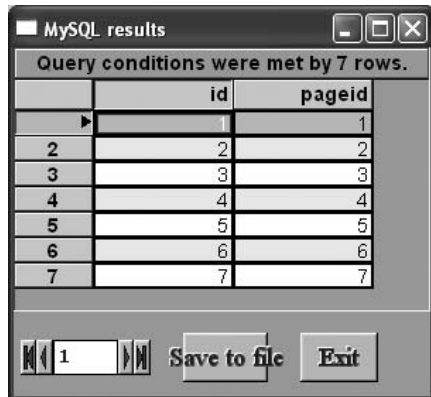 MySQL results
Query conditions were met by 7 rows.
id pageid
1 1
2 2 2
3 3 3
4 4 4
5 5 5
6 6 6
7 7 7
1 Save to file Exit